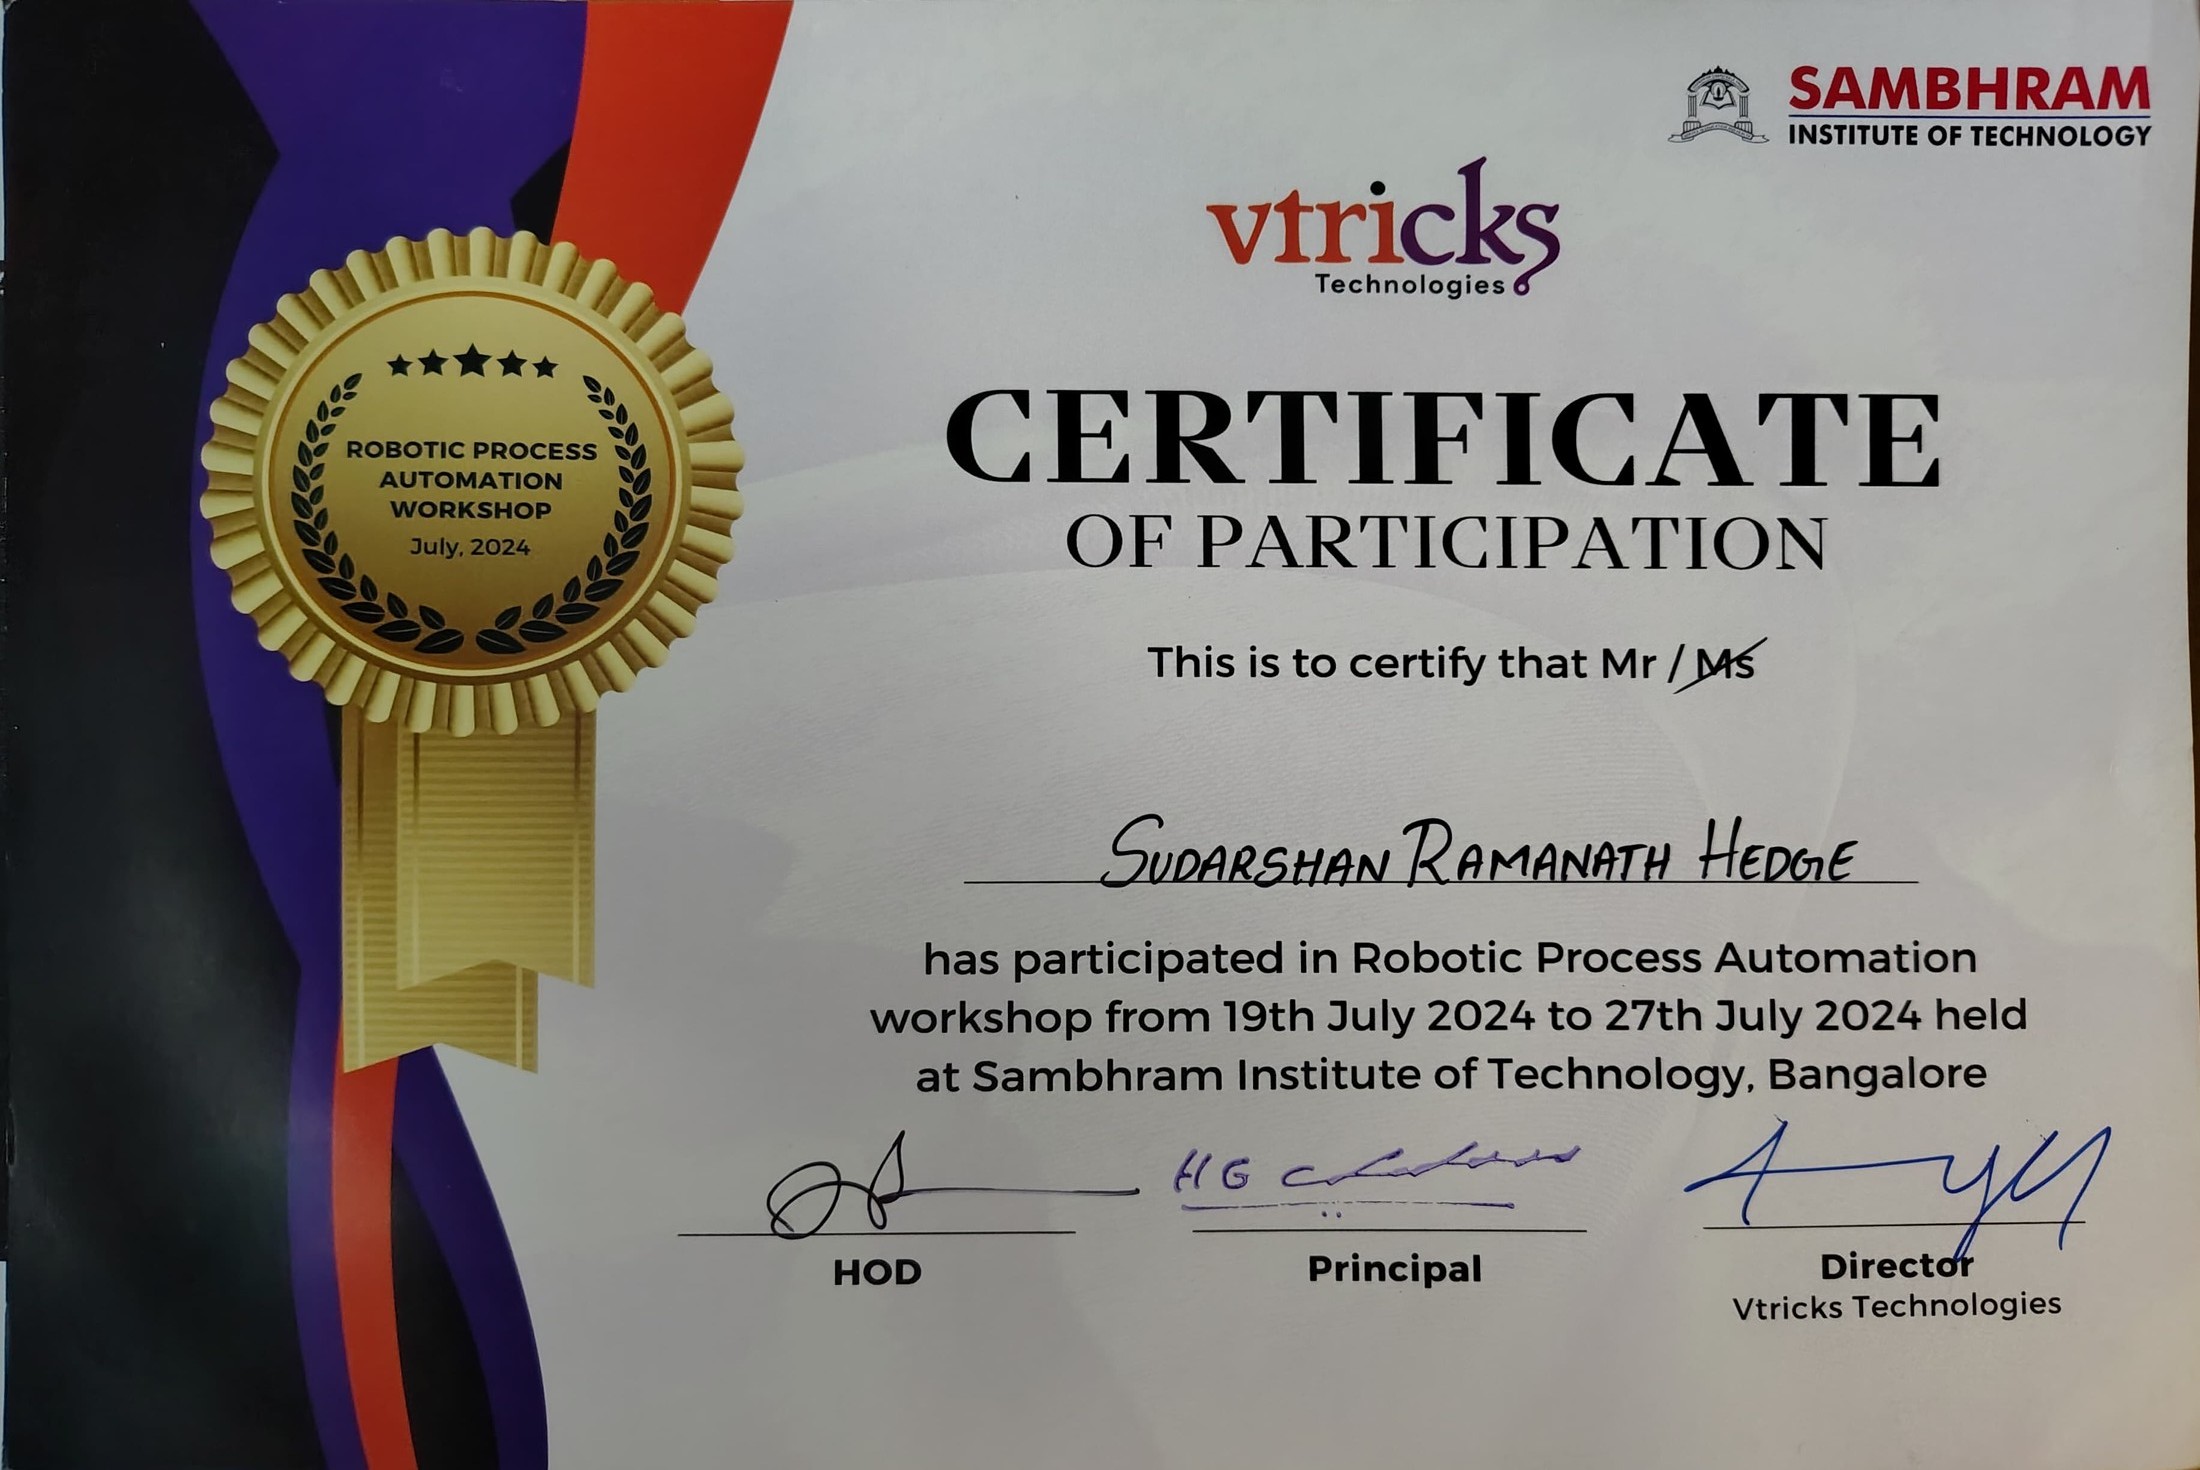 SAMBHRAM
INSTITUTE OF TECHNOLOGY
vtricks
Technologies
ROBOTIC PROCESS
AUTOMATION
WORKSHOP
July, 2024
CERTIFICATE
OF PARTICIPATION
This is to certify that Mr / Ms
SUDARSHAN RAMANATH HEDGE
has participated in Robotic Process Automation
workshop from 19th July 2024 to 27th July 2024 held
at Sambhram Institute of Technology, Bangalore
HG
HOD
Principal
Director
Vtricks Technologies